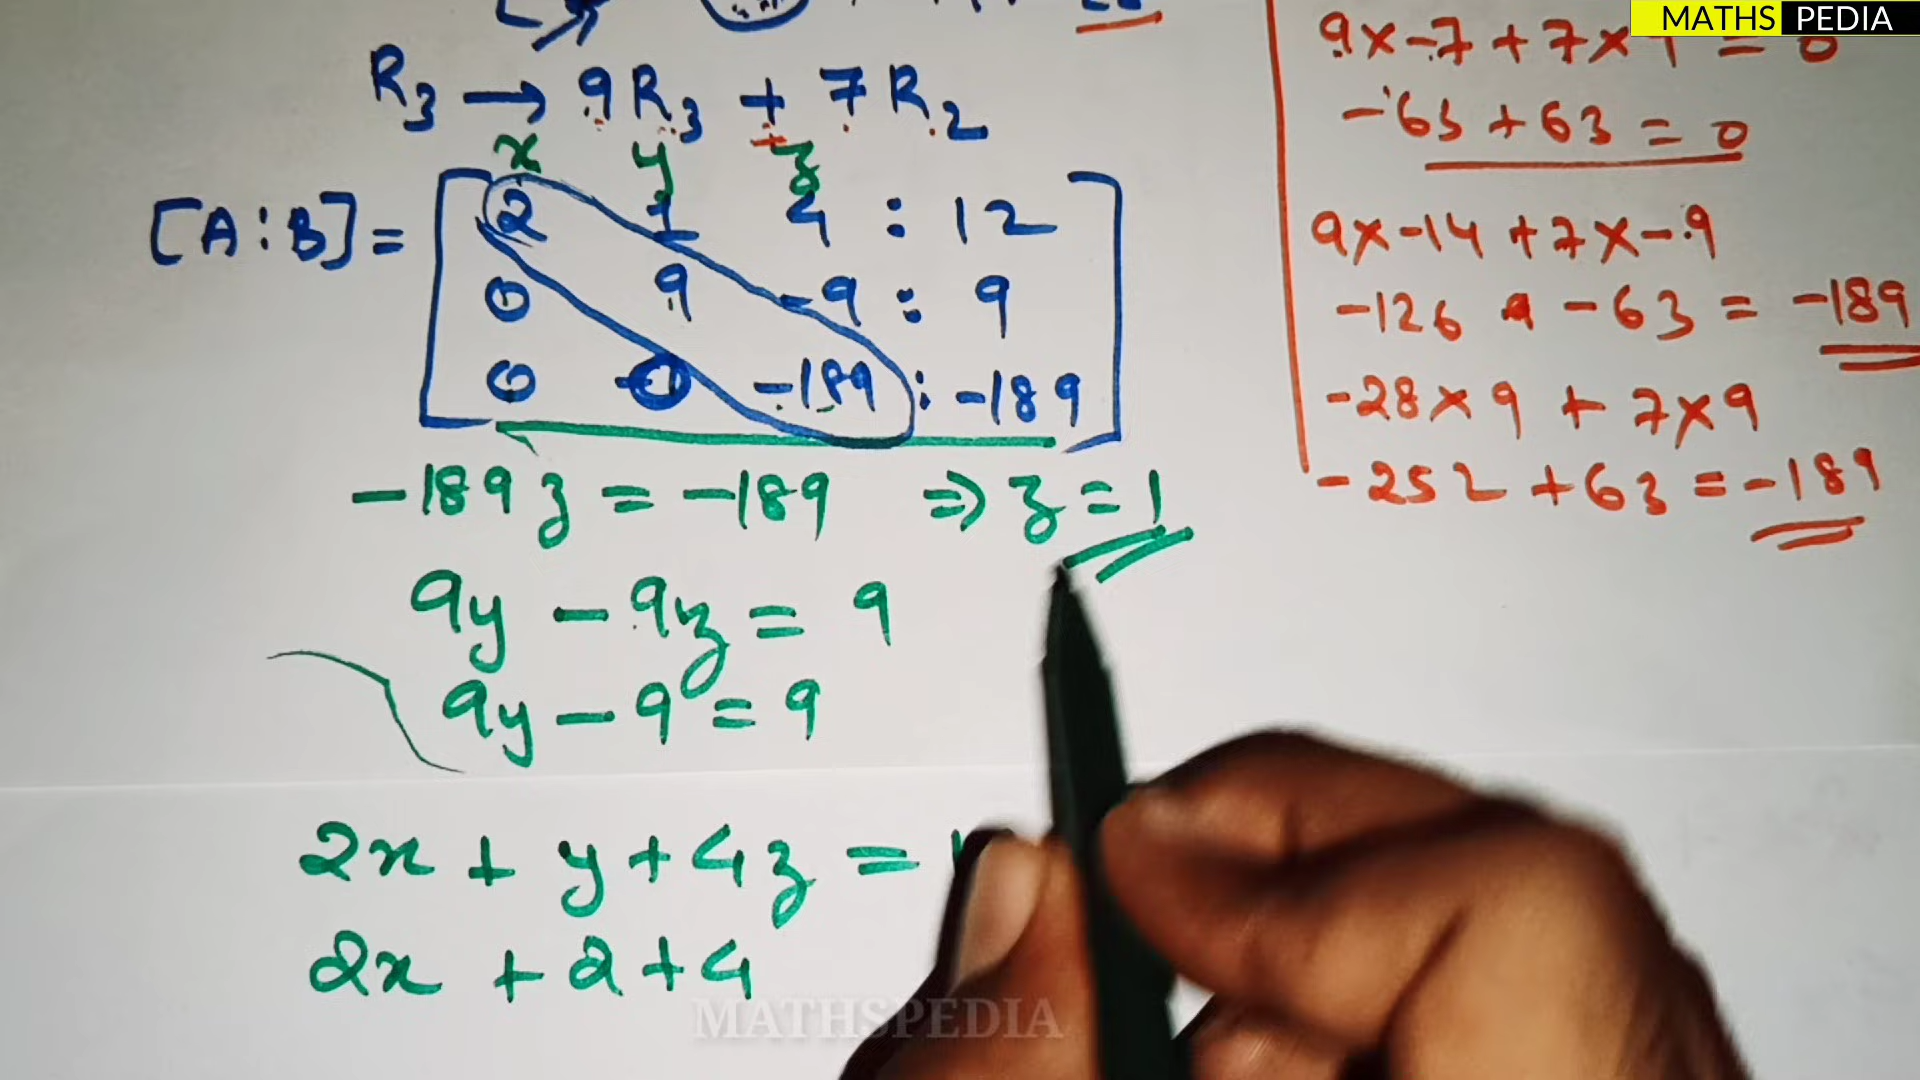 MATHS PEDIA
R3 → 9R3 + 7R2
x y z
[A:B] = 2 1 4 : 12
0 9 -9 : 9
0 0 -189 : -189
-189z = -189 ⇒ z = 1
9y - 9z = 9
9y - 9 = 9
2x + y + 4z =
2x + 2 + 4
9x-7 + 7x9 = 0
-63 + 63 = 0
9x-14 + 7x-9
-126 -63 = -189
-28x9 + 7x9
-252 + 63 = -189
MATHSPEDIA